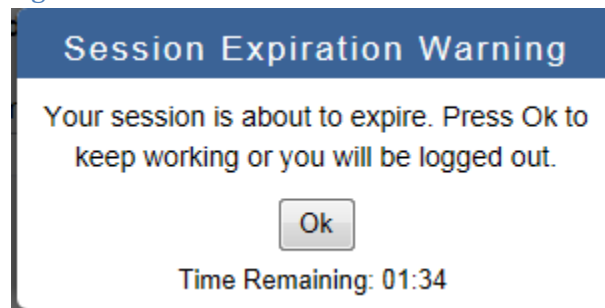 Session Expiration Warning
Your session is about to expire. Press Ok to
keep working or you will be logged out.
Ok
Time Remaining: 01:34